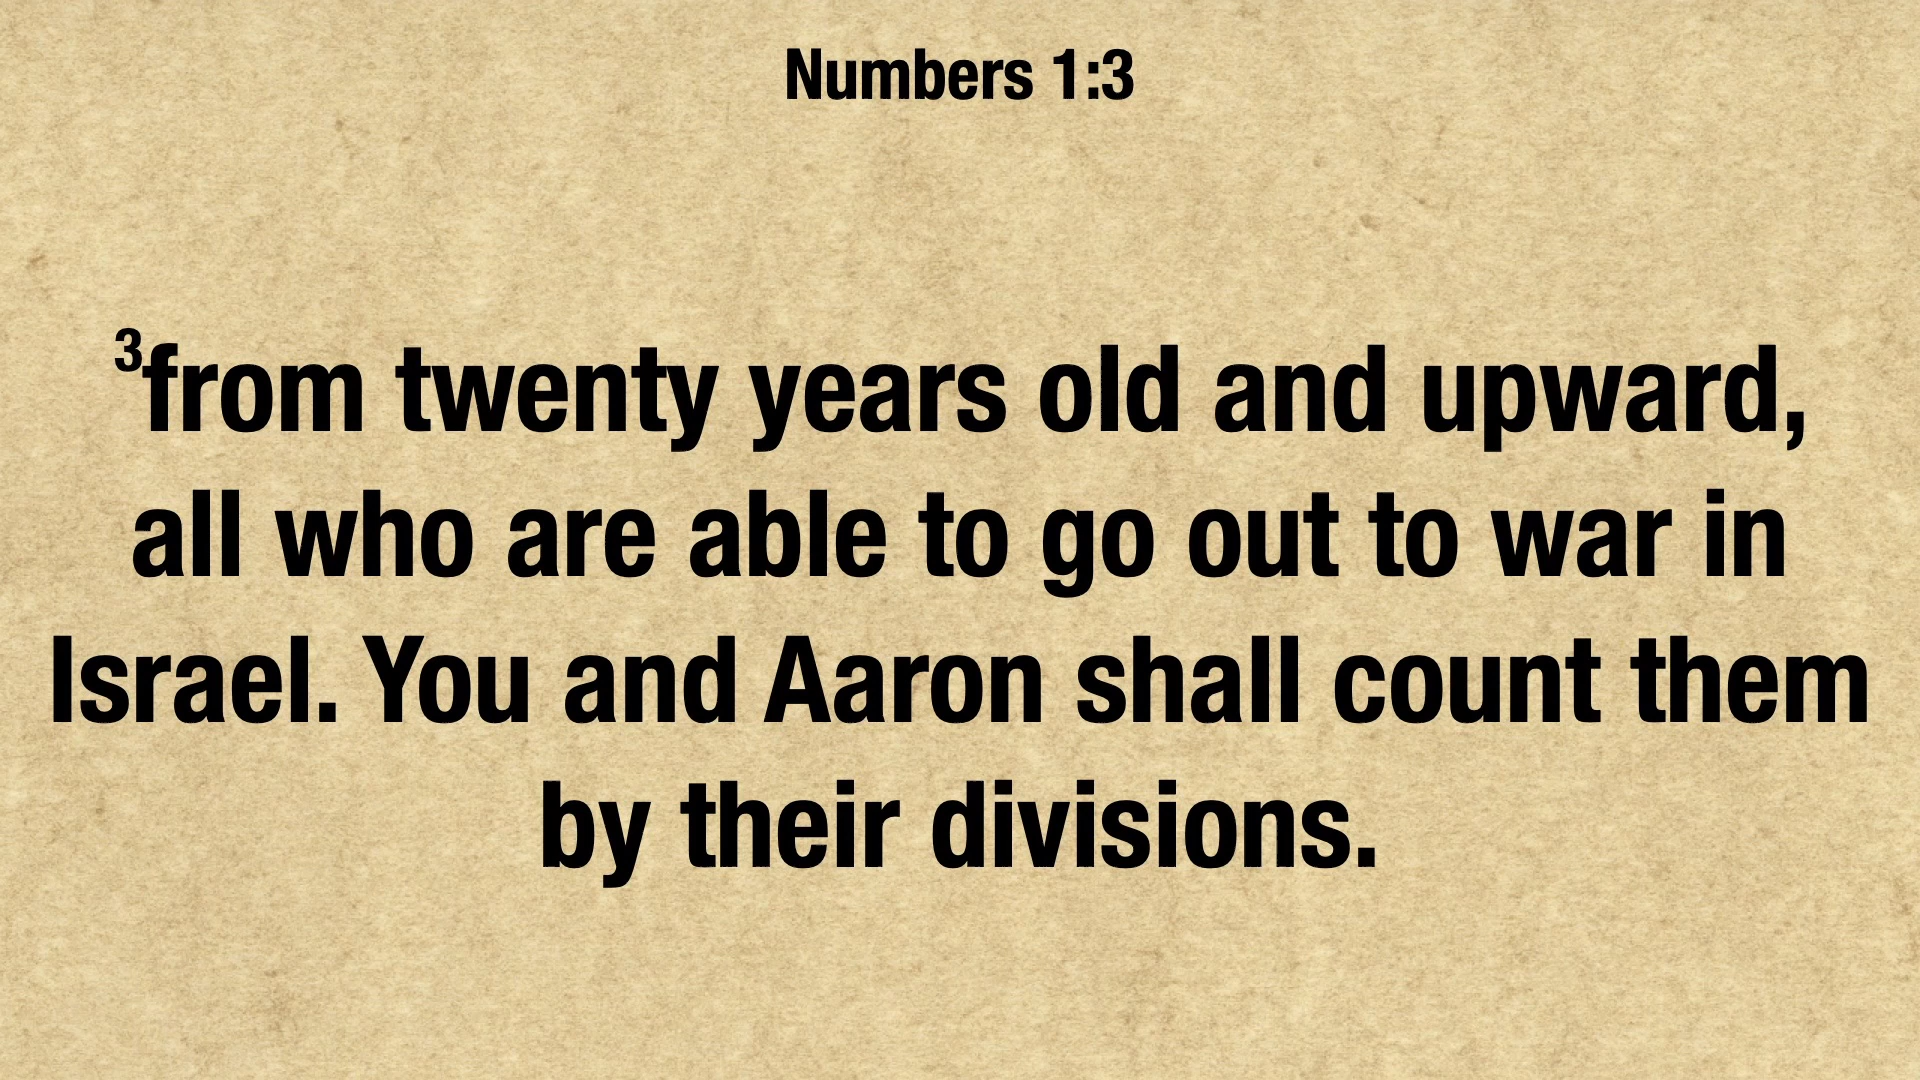 Numbers 1:3
³from twenty years old and upward,
all who are able to go out to war in
Israel. You and Aaron shall count them
by their divisions.